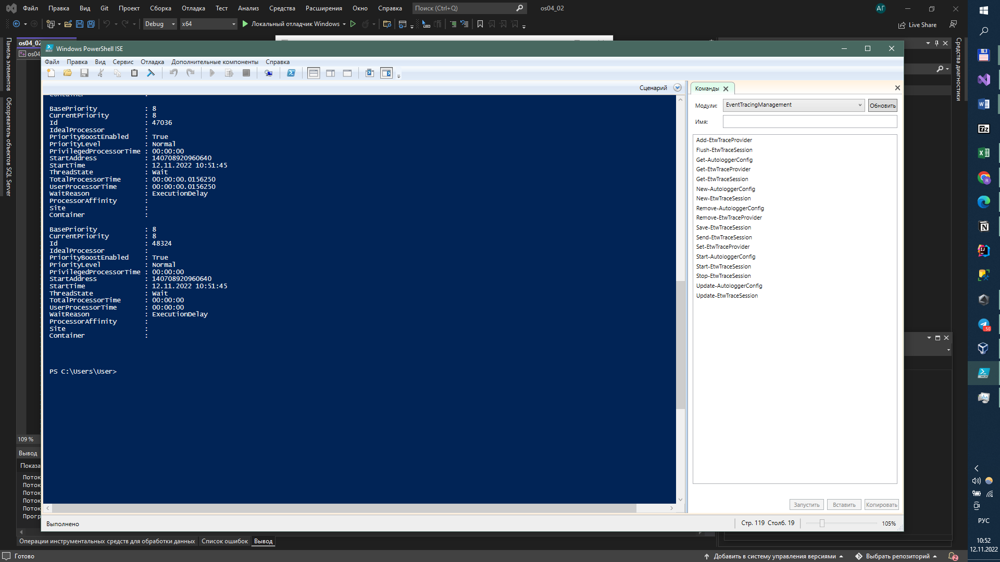 Файл Правка Вид Git Проект Сборка Отладка Тест Анализ Средства Расширения Окно Справка Поиск (Ctrl+Q) os04_02 АГ
Debug x64 Локальный отладчик Windows Live Share
Панель элементов
Обозреватель объектов SQL Server
Средства диагностики
os04_02
os04_
Windows PowerShell ISE
Файл Правка Вид Сервис Отладка Дополнительные компоненты Справка
Сценарий
Container :
BasePriority : 8
CurrentPriority : 8
Id : 47036
IdealProcessor :
PriorityBoostEnabled : True
PriorityLevel : Normal
PrivilegedProcessorTime : 00:00:00
StartAddress : 140708920960640
StartTime : 12.11.2022 10:51:45
ThreadState : Wait
TotalProcessorTime : 00:00:00.0156250
UserProcessorTime : 00:00:00.0156250
WaitReason : ExecutionDelay
ProcessorAffinity :
Site :
Container :
BasePriority : 8
CurrentPriority : 8
Id : 48324
IdealProcessor :
PriorityBoostEnabled : True
PriorityLevel : Normal
PrivilegedProcessorTime : 00:00:00
StartAddress : 140708920960640
StartTime : 12.11.2022 10:51:45
ThreadState : Wait
TotalProcessorTime : 00:00:00
UserProcessorTime : 00:00:00
WaitReason : ExecutionDelay
ProcessorAffinity :
Site :
Container :
PS C:\Users\User>
Команды
Модули: EventTracingManagement Обновить
Имя:
Add-EtwTraceProvider
Flush-EtwTraceSession
Get-AutologgerConfig
Get-EtwTraceProvider
Get-EtwTraceSession
New-AutologgerConfig
New-EtwTraceSession
Remove-AutologgerConfig
Remove-EtwTraceProvider
Save-EtwTraceSession
Send-EtwTraceSession
Set-EtwTraceProvider
Start-AutologgerConfig
Start-EtwTraceSession
Stop-EtwTraceSession
Update-AutologgerConfig
Update-EtwTraceSession
Запустить Вставить Копировать
Выполнено Стр. 119 Столб. 19 105%
109 %
Вывод
Показа
Поток
Поток
Поток
Поток
Поток
Прогр
Операции инструментальных средств для обработки данных Список ошибок Вывод
Готово Добавить в систему управления версиями Выбрать репозиторий 2
7z
N
IJ
50
РУС
10:52
12.11.2022